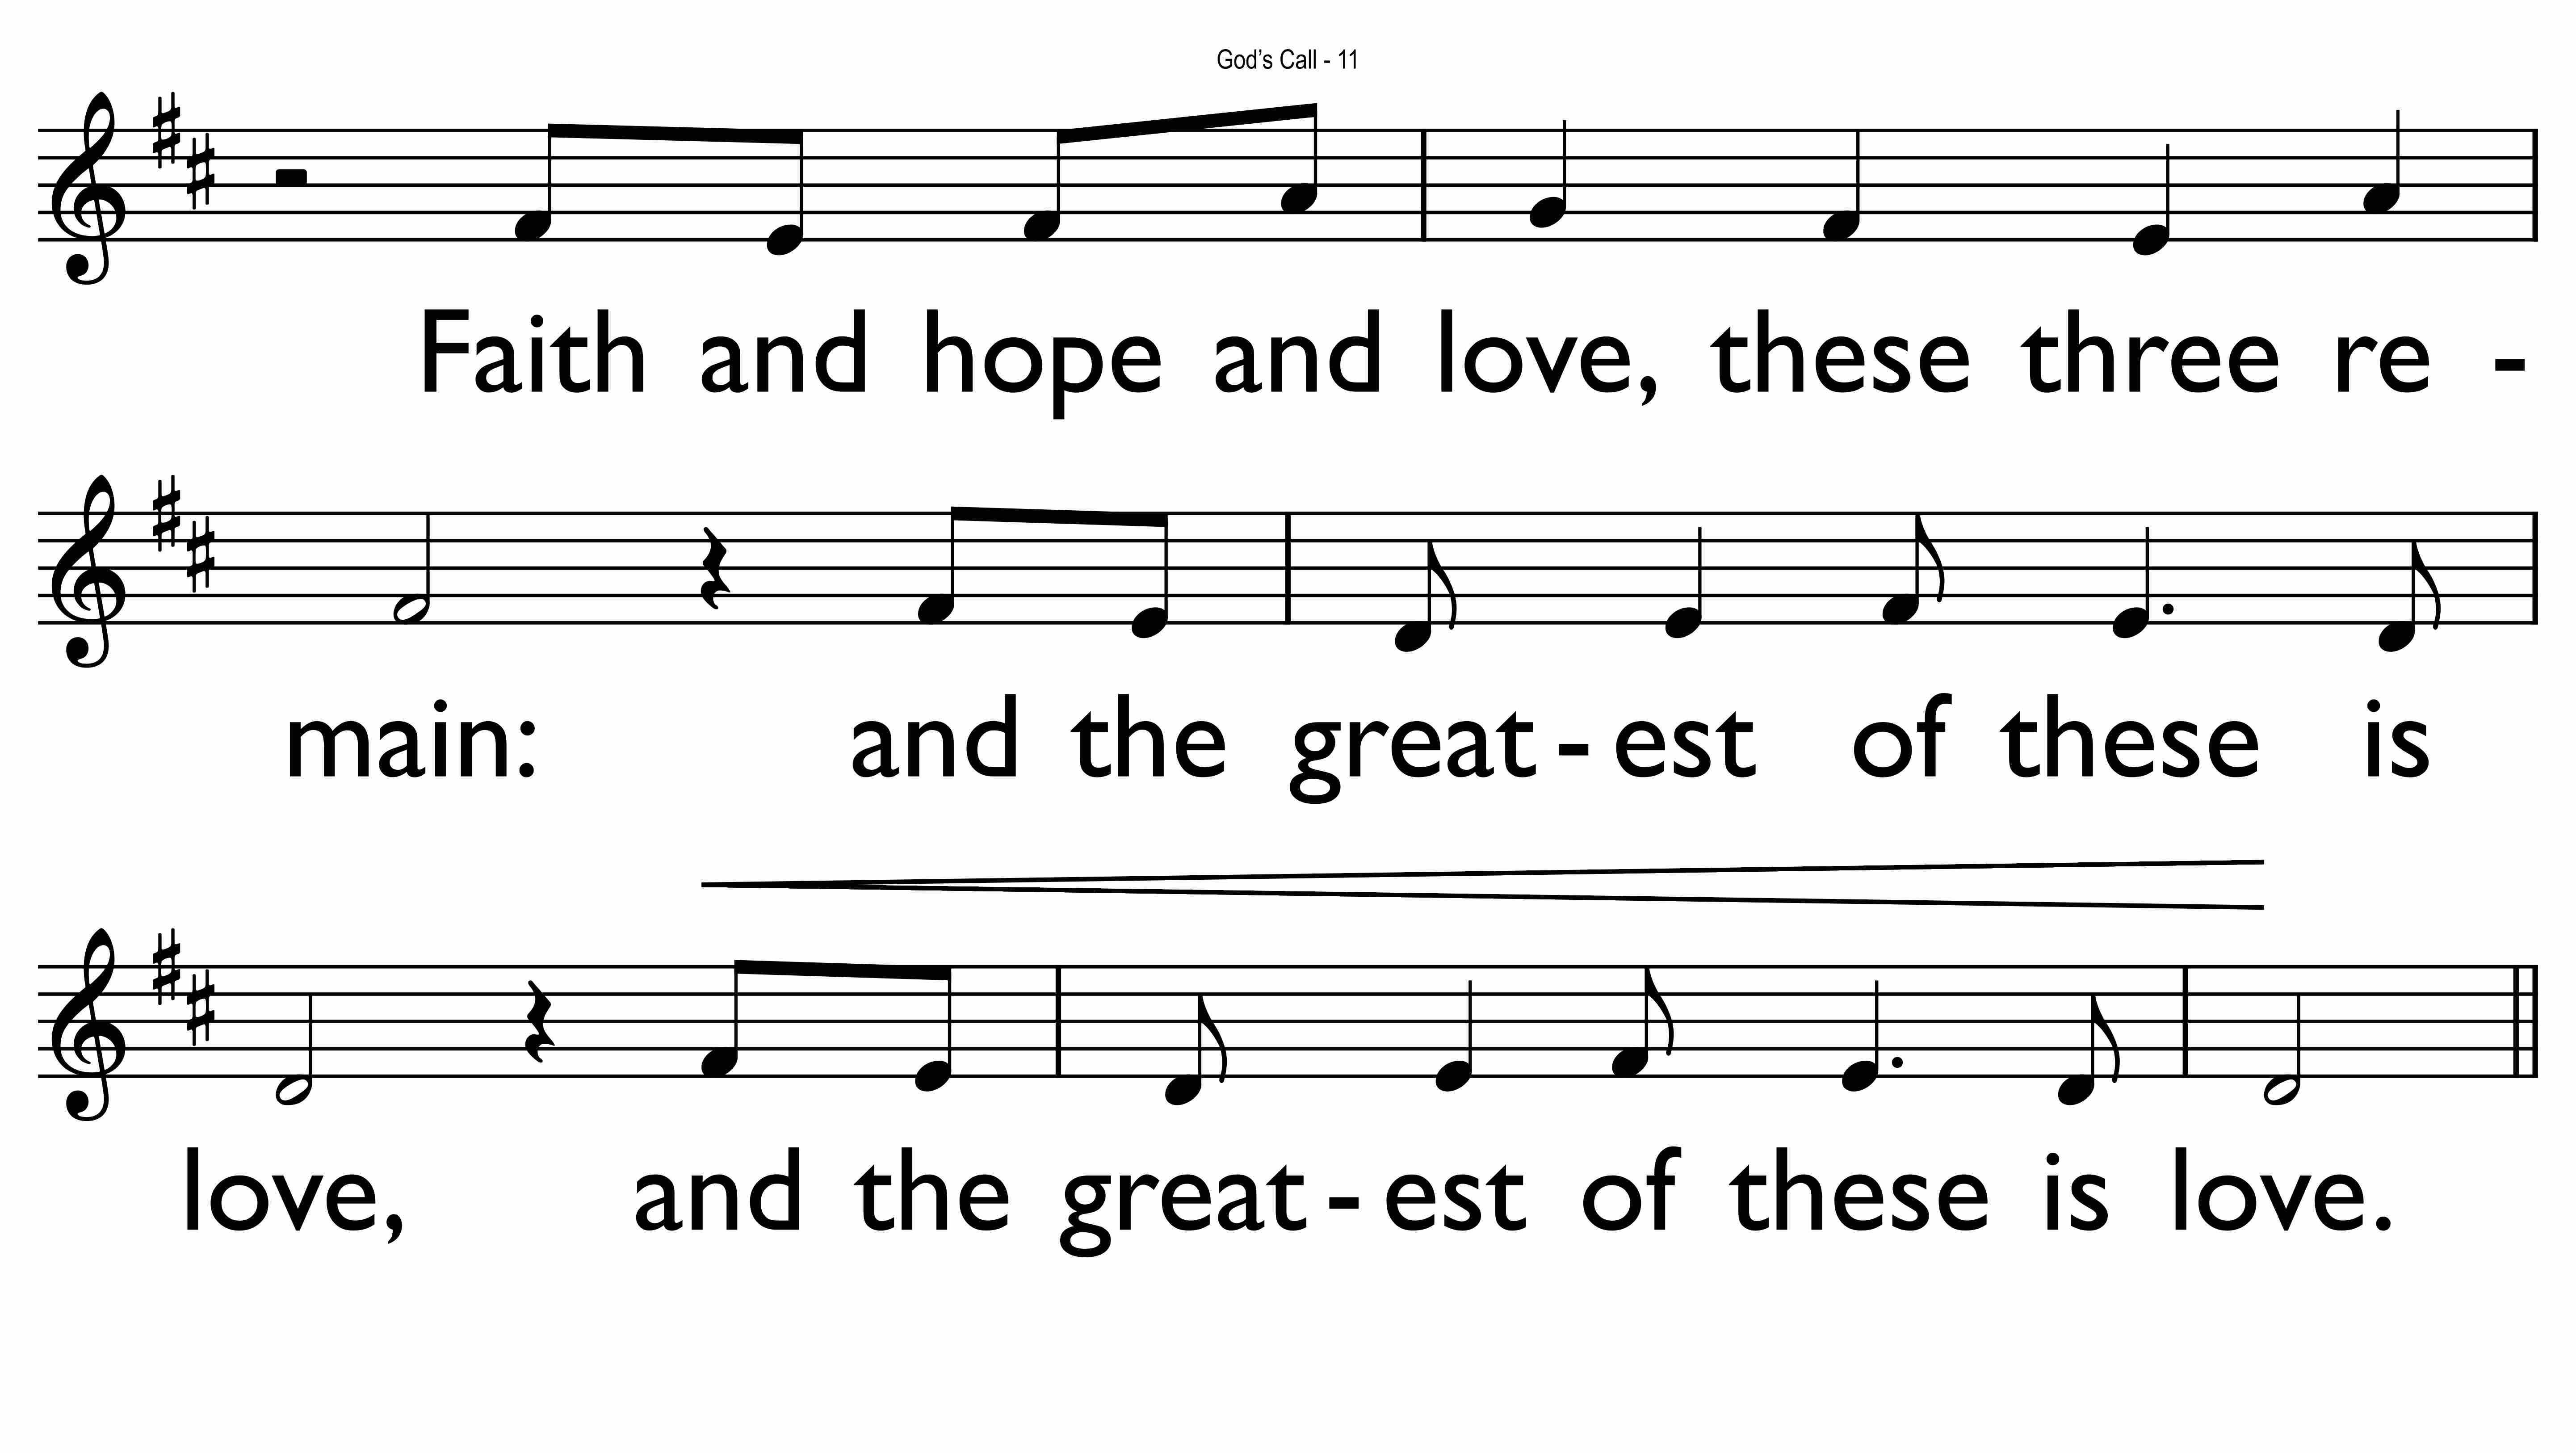 God’s Call - 11
Faith and hope and love, these three re -
main: and the great - est of these is
love, and the great - est of these is love.